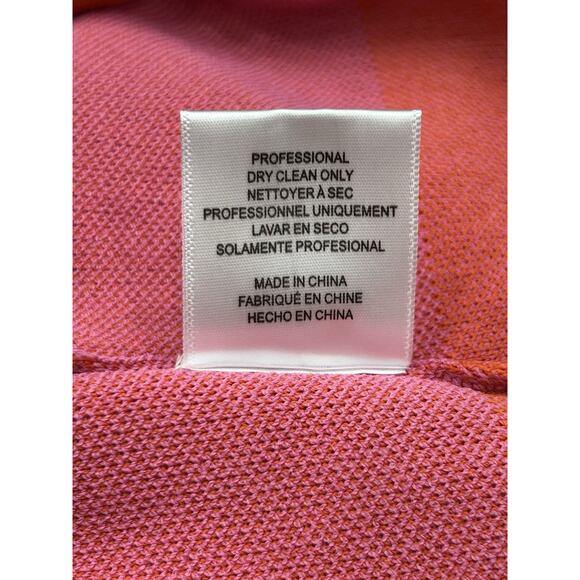 PROFESSIONAL
DRY CLEAN ONLY
NETTOYER À SEC
PROFESSIONNEL UNIQUEMENT
LAVAR EN SECO
SOLAMENTE PROFESIONAL
MADE IN CHINA
FABRIQUÉ EN CHINE
HECHO EN CHINA